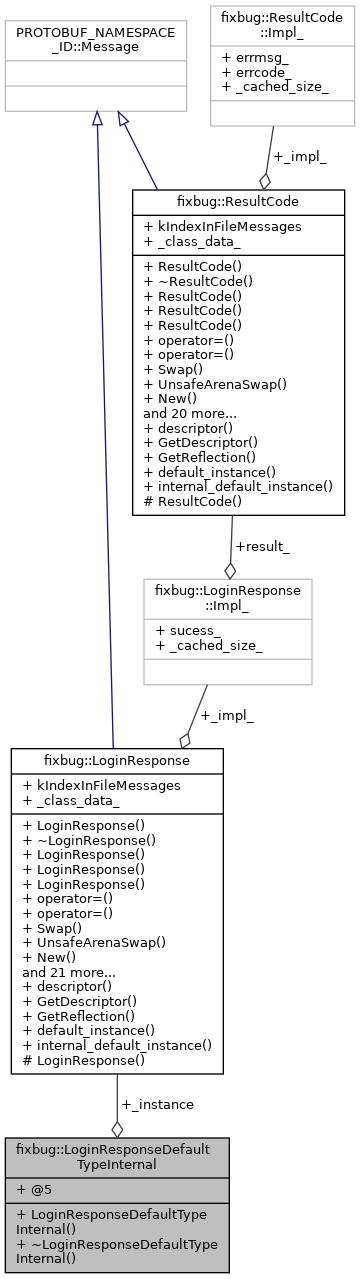 PROTOBUF_NAMESPACE
_ID::Message
fixbug::ResultCode
::Impl_
+ errmsg_
+ errcode_
+ _cached_size_
+_impl_
fixbug::ResultCode
+ kIndexInFileMessages
+ _class_data_
+ ResultCode()
+ ~ResultCode()
+ ResultCode()
+ ResultCode()
+ ResultCode()
+ operator=()
+ operator=()
+ Swap()
+ UnsafeArenaSwap()
+ New()
and 20 more...
+ descriptor()
+ GetDescriptor()
+ GetReflection()
+ default_instance()
+ internal_default_instance()
# ResultCode()
+result_
fixbug::LoginResponse
::Impl_
+ sucess_
+ _cached_size_
+_impl_
fixbug::LoginResponse
+ kIndexInFileMessages
+ _class_data_
+ LoginResponse()
+ ~LoginResponse()
+ LoginResponse()
+ LoginResponse()
+ LoginResponse()
+ operator=()
+ operator=()
+ Swap()
+ UnsafeArenaSwap()
+ New()
and 21 more...
+ descriptor()
+ GetDescriptor()
+ GetReflection()
+ default_instance()
+ internal_default_instance()
# LoginResponse()
+_instance
fixbug::LoginResponseDefault
TypeInternal
+ @5
+ LoginResponseDefaultType
Internal()
+ ~LoginResponseDefaultType
Internal()